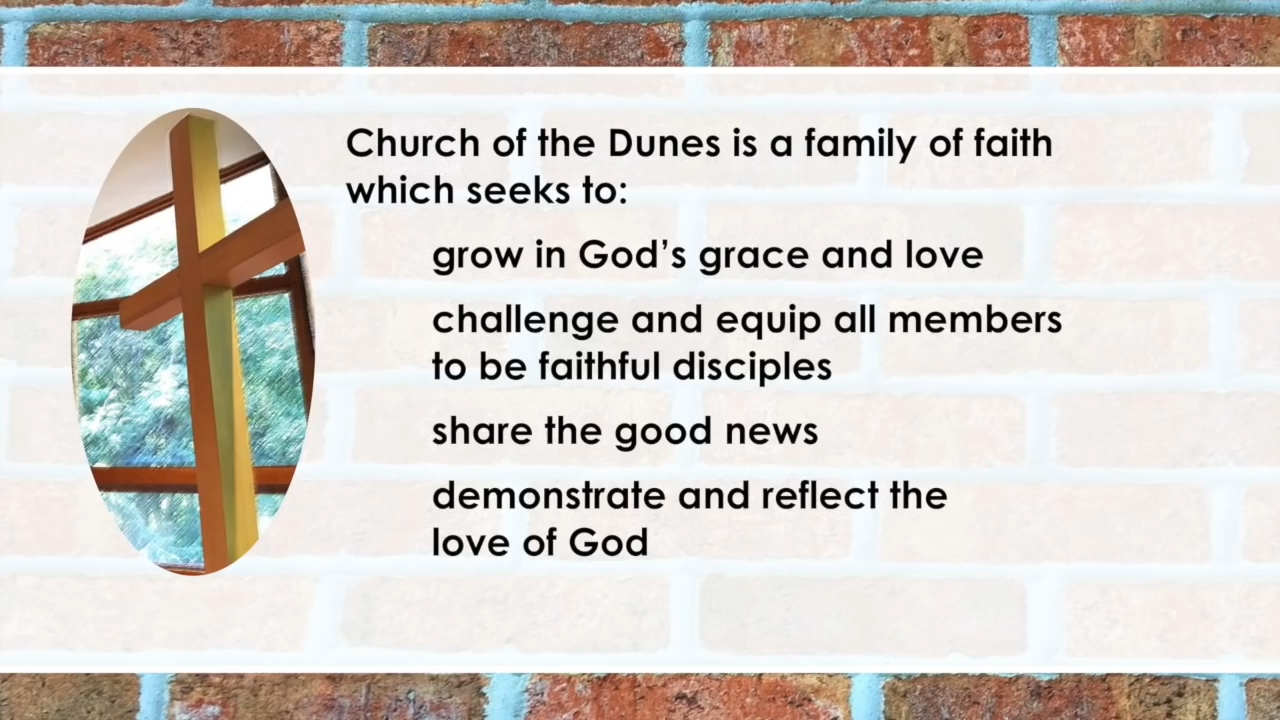 Church of the Dunes is a family of faith
which seeks to:
grow in God’s grace and love
challenge and equip all members
to be faithful disciples
share the good news
demonstrate and reflect the
love of God